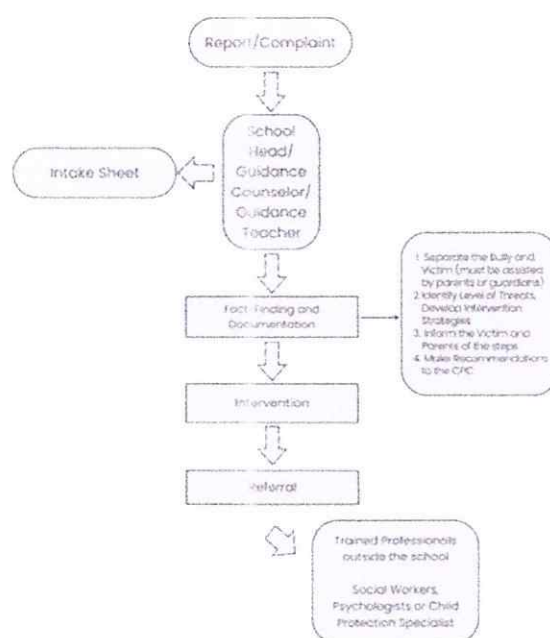 Report/Complaint
School
Head/
Guidance
Counselor/
Guidance
Teacher
Intake Sheet
Fact-Finding and
Documentation
1. Separate the Bully and
Victim (must be assisted
by parents or guardians)
2. Identify Level of Threats,
Develop Intervention
Strategies
3. Inform the Victim and
Parents of the steps
4. Make Recommendations
to the CPC
Intervention
Referral
Trained Professionals
outside the school
Social Workers,
Psychologists or Child
Protection Specialist